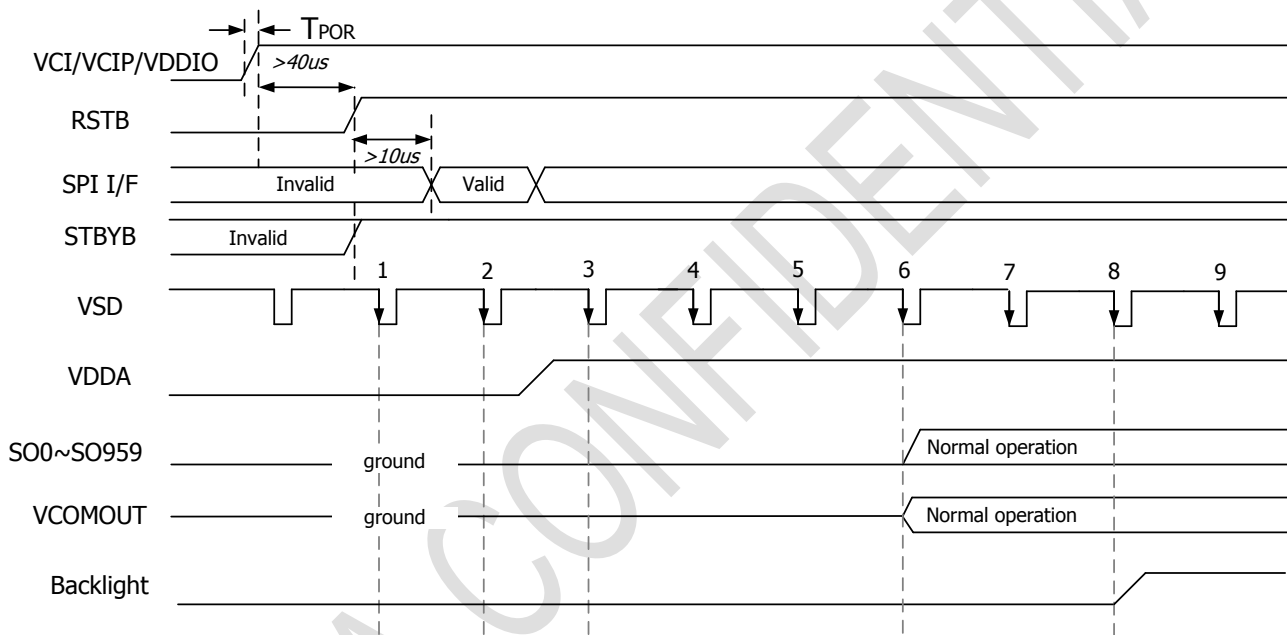 TPOR
VCI/VCIP/VDDIO
>40us
RSTB
>10us
SPI I/F
Invalid
Valid
STBYB
Invalid
1 2 3 4 5 6 7 8 9
VSD
VDDA
SO0~SO959
ground
Normal operation
VCOMOUT
ground
Normal operation
Backlight
A CONFIDENTIA